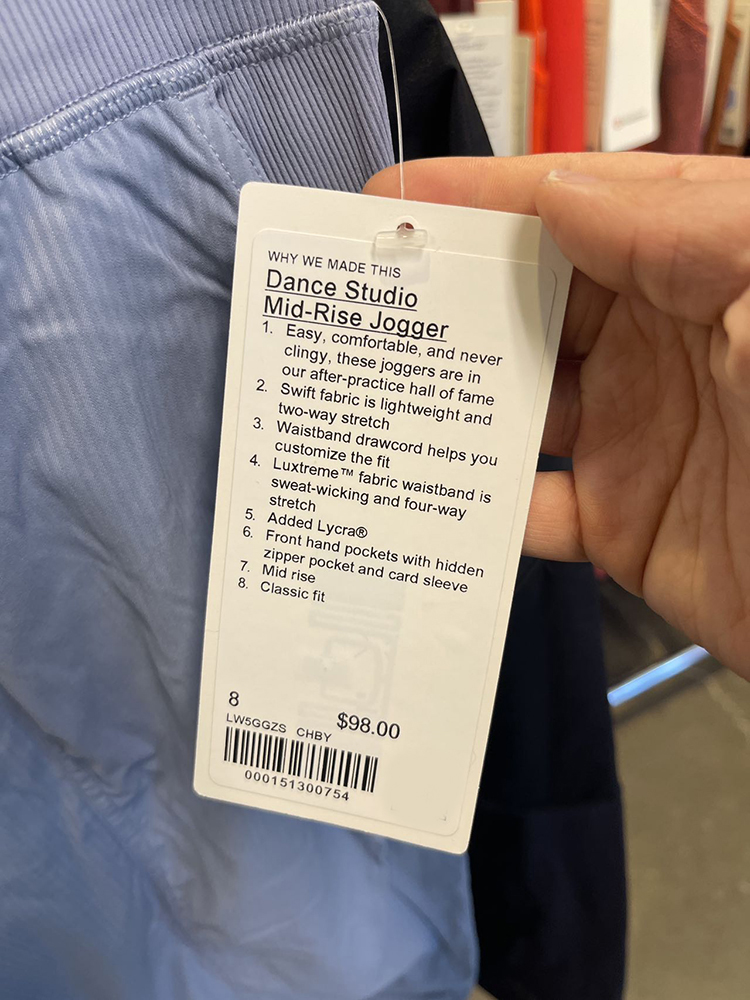 WHY WE MADE THIS
Dance Studio
Mid-Rise Jogger
1. Easy, comfortable, and never
clingy, these joggers are in
our after-practice hall of fame
2. Swift fabric is lightweight and
two-way stretch
3. Waistband drawcord helps you
customize the fit
4. Luxtreme™ fabric waistband is
sweat-wicking and four-way
stretch
5. Added Lycra®
6. Front hand pockets with hidden
zipper pocket and card sleeve
7. Mid rise
8. Classic fit
8
$98.00
LW5GGZS CHBY
000151300754